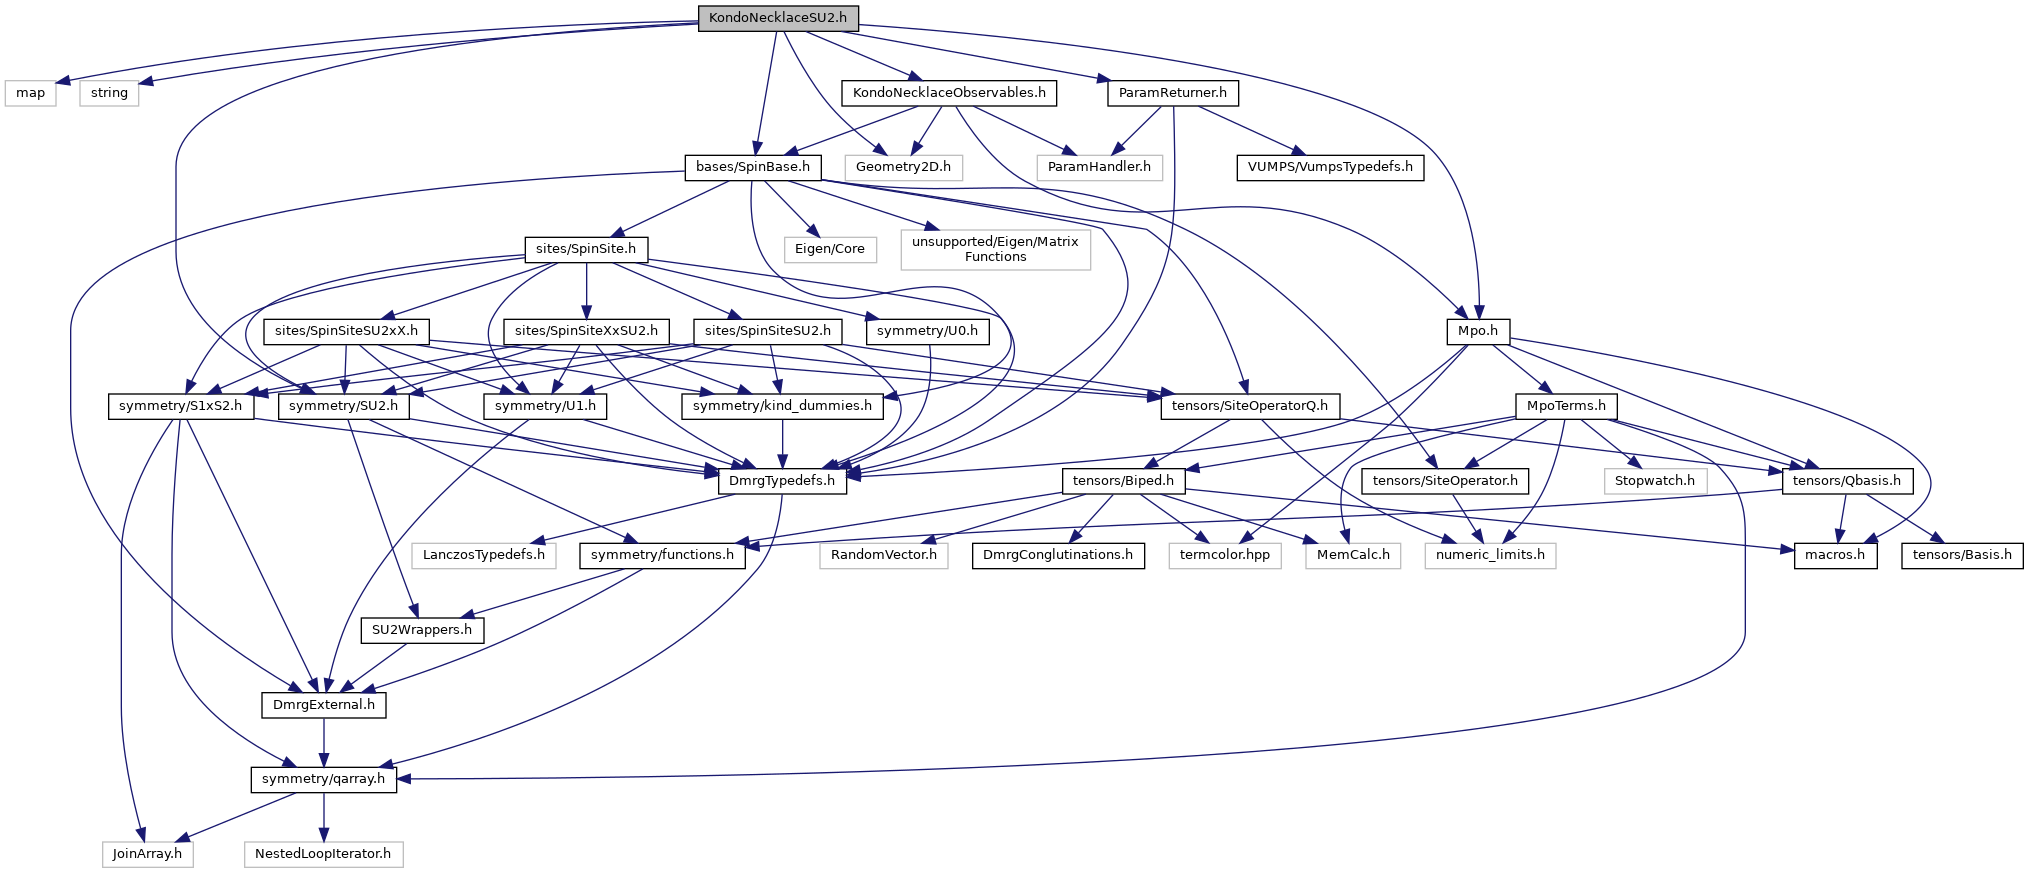 KondoNecklaceSU2.h
map
string
KondoNecklaceObservables.h
ParamReturner.h
bases/SpinBase.h
Geometry2D.h
ParamHandler.h
VUMPS/VumpsTypedefs.h
sites/SpinSite.h
Eigen/Core
unsupported/Eigen/Matrix
Functions
sites/SpinSiteSU2xX.h
sites/SpinSiteXxSU2.h
sites/SpinSiteSU2.h
symmetry/U0.h
Mpo.h
symmetry/S1xS2.h
symmetry/SU2.h
symmetry/U1.h
symmetry/kind_dummies.h
tensors/SiteOperatorQ.h
MpoTerms.h
DmrgTypedefs.h
tensors/Biped.h
tensors/SiteOperator.h
Stopwatch.h
tensors/Qbasis.h
LanczosTypedefs.h
symmetry/functions.h
RandomVector.h
DmrgConglutinations.h
termcolor.hpp
MemCalc.h
numeric_limits.h
macros.h
tensors/Basis.h
SU2Wrappers.h
DmrgExternal.h
symmetry/qarray.h
JoinArray.h
NestedLoopIterator.h